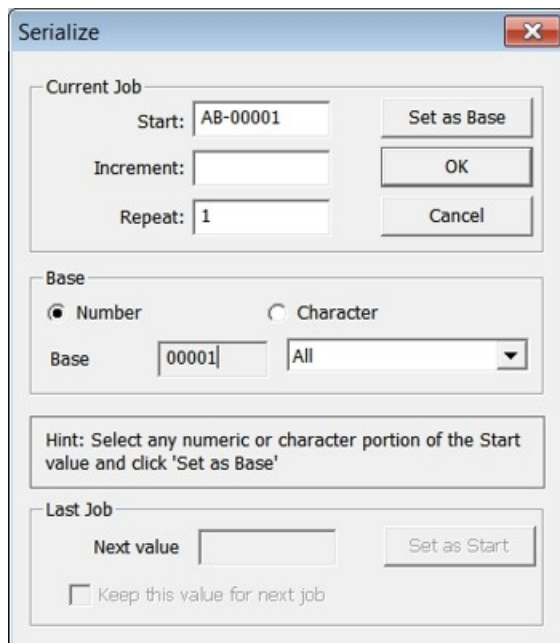 Serialize
Current Job
Start: AB-00001 Set as Base
Increment: OK
Repeat: 1 Cancel
Base
Number Character
Base 00001 All
Hint: Select any numeric or character portion of the Start
value and click 'Set as Base'
Last Job
Next value Set as Start
Keep this value for next job